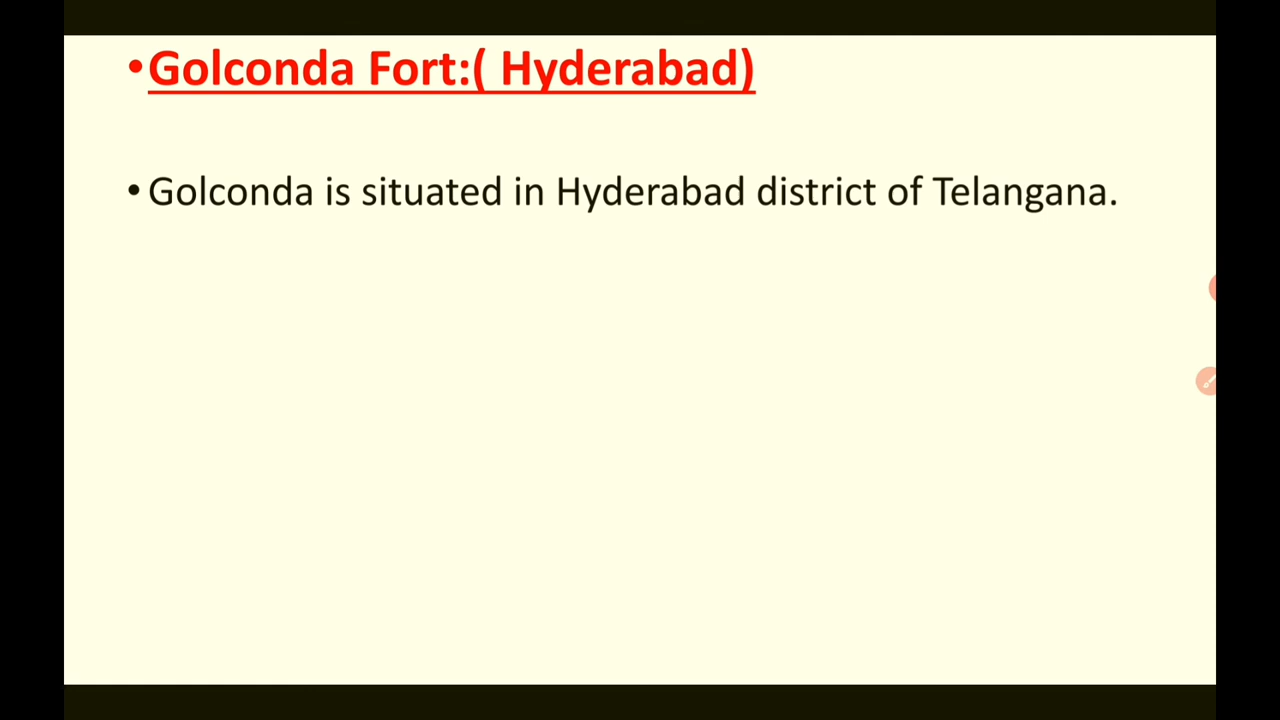 •Golconda Fort:( Hyderabad)
• Golconda is situated in Hyderabad district of Telangana.